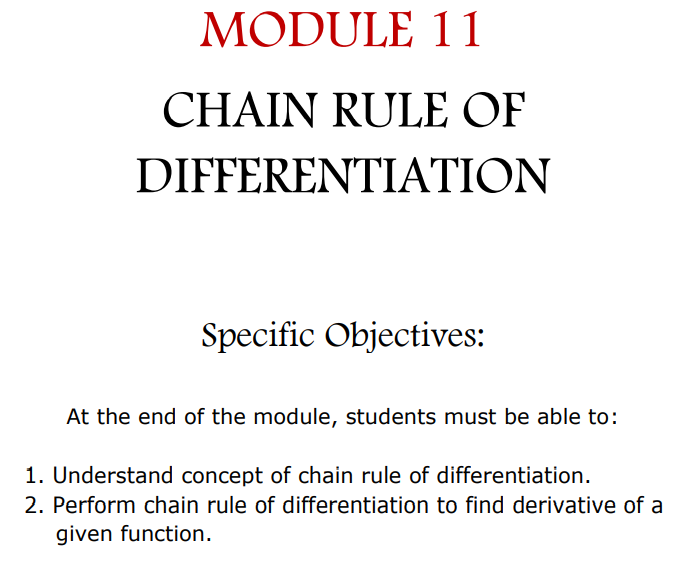 MODULE 11
CHAIN RULE OF
DIFFERENTIATION
Specific Objectives:
At the end of the module, students must be able to:
1. Understand concept of chain rule of differentiation.
2. Perform chain rule of differentiation to find derivative of a
given function.